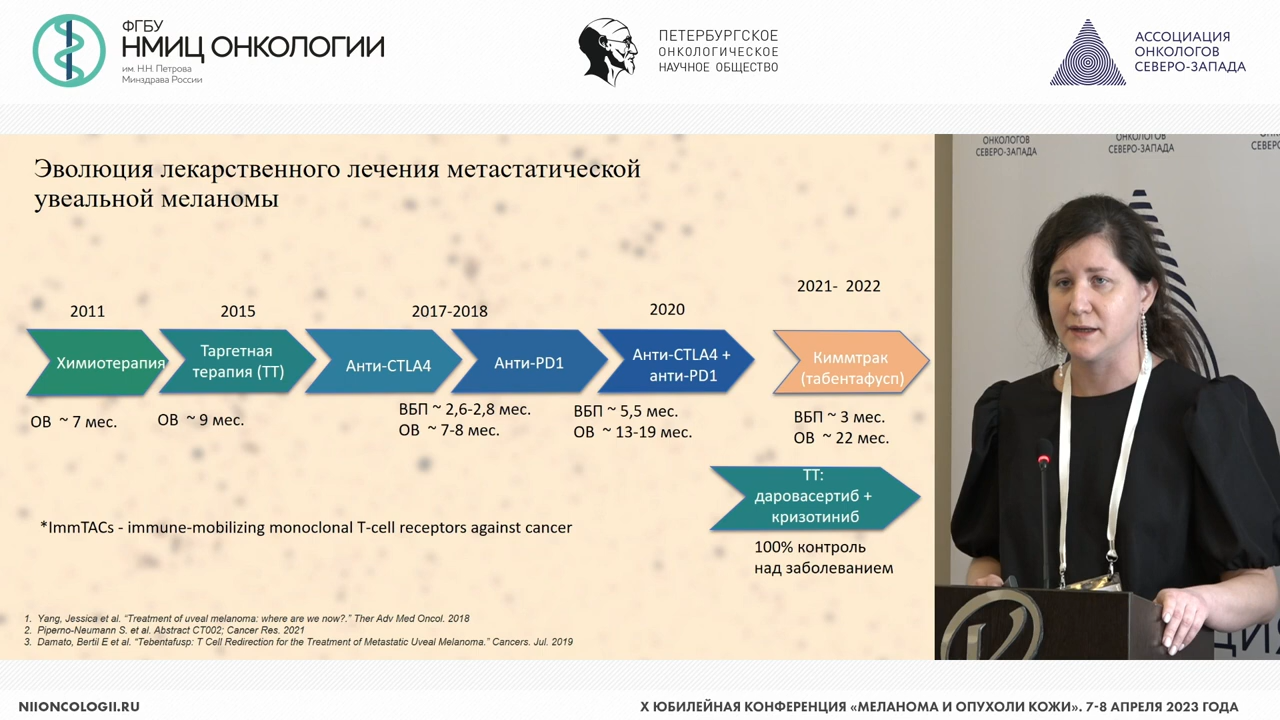 ФГБУ
НМИЦ ОНКОЛОГИИ
им. Н.Н. Петрова
Минздрава России
ПЕТЕРБУРГСКОЕ
ОНКОЛОГИЧЕСКОЕ
НАУЧНОЕ ОБЩЕСТВО
АССОЦИАЦИЯ
ОНКОЛОГОВ
СЕВЕРО-ЗАПАДА
ОНКОЛОГОВ
СЕВЕРО-ЗАПАДА
ОНКОЛОГОВ
СЕВЕРО-ЗАПАДА
Эволюция лекарственного лечения метастатической
увеальной меланомы
2011
2015
2017-2018
2020
2021- 2022
Химиотерапия
Таргетная
терапия (ТТ)
Анти-CTLA4
Анти-PD1
Анти-CTLA4 +
анти-PD1
Киммтрак
(табентафусп)
ОВ ~ 7 мес.
ОВ ~ 9 мес.
ВБП ~ 2,6-2,8 мес.
ОВ ~ 7-8 мес.
ВБП ~ 5,5 мес.
ОВ ~ 13-19 мес.
ВБП ~ 3 мес.
ОВ ~ 22 мес.
ТТ:
даровасертиб +
кризотиниб
100% контроль
над заболеванием
*ImmTACs - immune-mobilizing monoclonal T-cell receptors against cancer
1. Yang, Jessica et al. “Treatment of uveal melanoma: where are we now?.” Ther Adv Med Oncol. 2018
2. Piperno-Neumann S. et al. Abstract CT002; Cancer Res. 2021
3. Damato, Bertil E et al. “Tebentafusp: T Cell Redirection for the Treatment of Metastatic Uveal Melanoma.” Cancers. Jul. 2019
NIIONCOLOGII.RU
X ЮБИЛЕЙНАЯ КОНФЕРЕНЦИЯ «МЕЛАНОМА И ОПУХОЛИ КОЖИ». 7-8 АПРЕЛЯ 2023 ГОДА